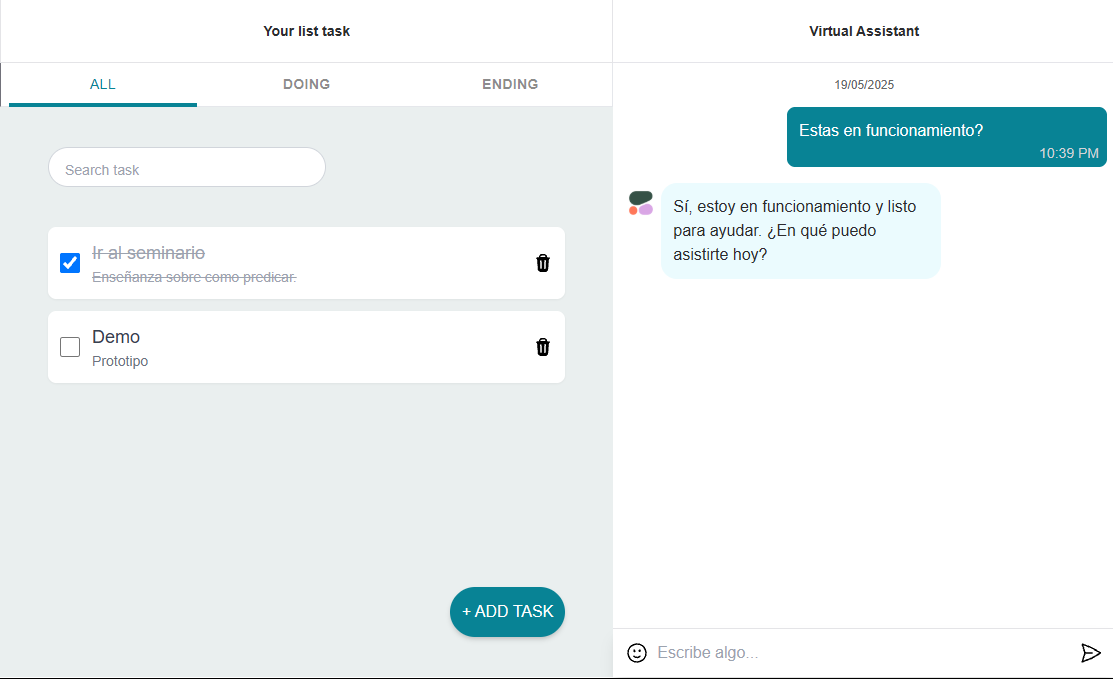 Your list task
ALL
DOING
ENDING
Search task
Ir al seminario
Enseñanza sobre como predicar.
Demo
Prototipo
+ ADD TASK
Virtual Assistant
19/05/2025
Estas en funcionamiento?
10:39 PM
Sí, estoy en funcionamiento y listo
para ayudar. ¿En qué puedo
asistirte hoy?
Escribe algo...